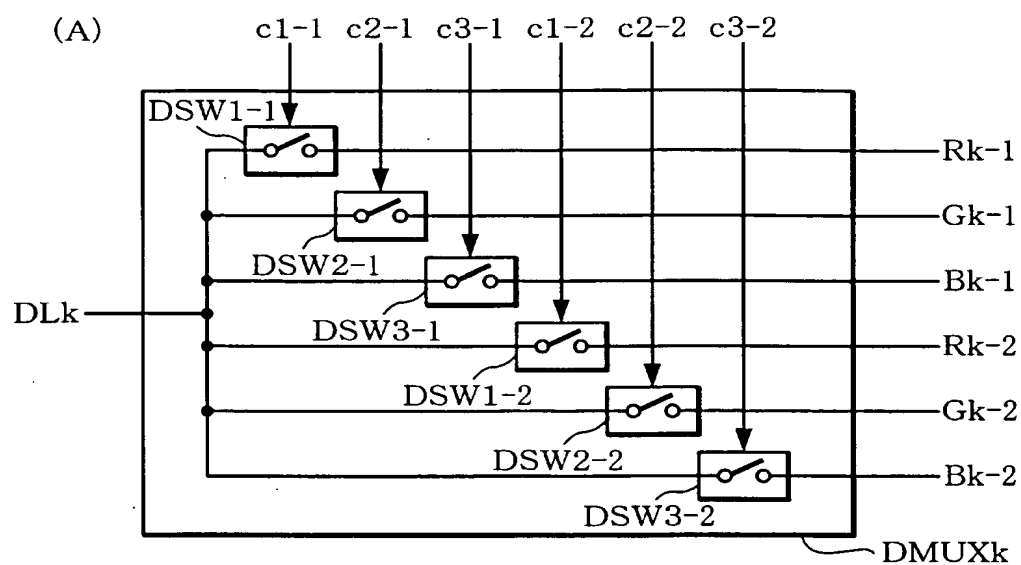 (A)
c1-1 c2-1 c3-1 c1-2 c2-2 c3-2
DSW1-1
Rk-1
Gk-1
DSW2-1
Bk-1
DLk
DSW3-1
Rk-2
DSW1-2
Gk-2
DSW2-2
Bk-2
DSW3-2
DMUXk